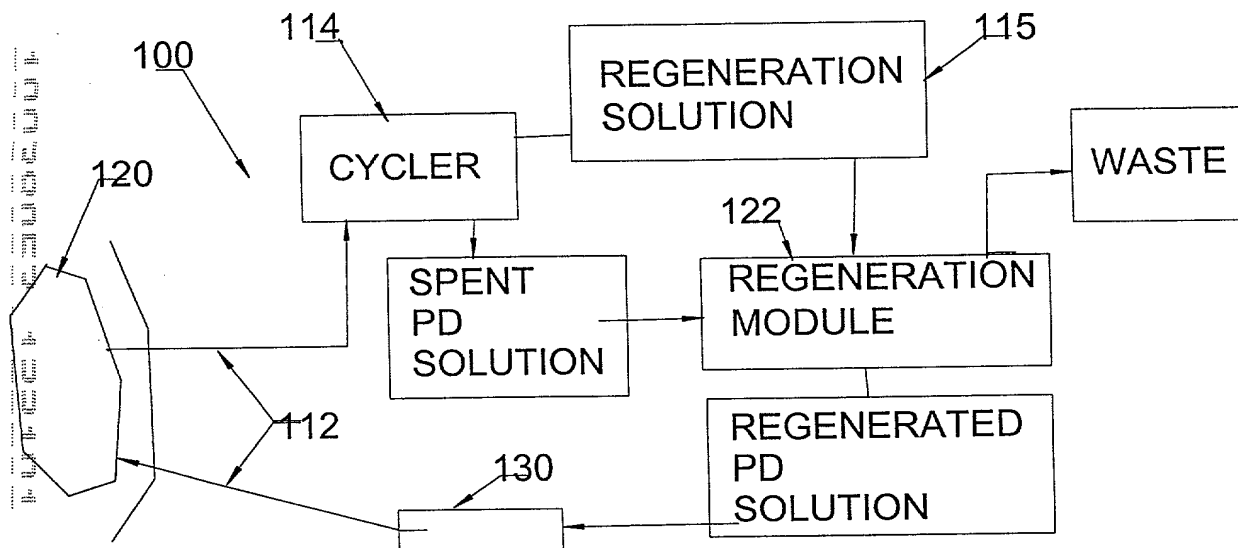 114
115
100
REGENERATION
SOLUTION
CYCLER
WASTE
120
122
SPENT
PD
SOLUTION
REGENERATION
MODULE
112
REGENERATED
PD
SOLUTION
130